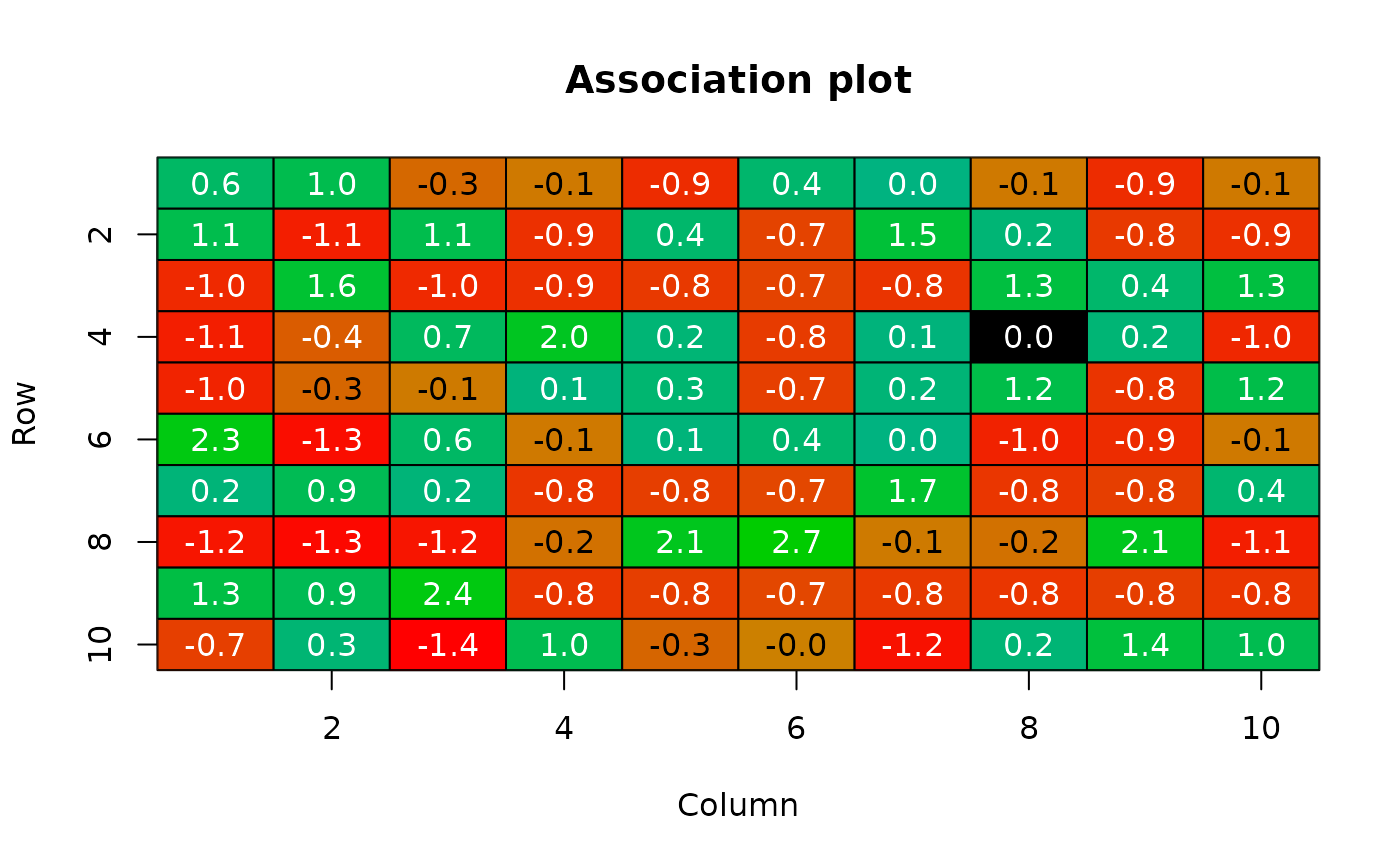 Association plot
0.6 1.0 -0.3 -0.1 -0.9 0.4 0.0 -0.1 -0.9 -0.1
2 1.1 -1.1 1.1 -0.9 0.4 -0.7 1.5 0.2 -0.8 -0.9
-1.0 1.6 -1.0 -0.9 -0.8 -0.7 -0.8 1.3 0.4 1.3
4 -1.1 -0.4 0.7 2.0 0.2 -0.8 0.1 0.0 0.2 -1.0
-1.0 -0.3 -0.1 0.1 0.3 -0.7 0.2 1.2 -0.8 1.2
Row
6 2.3 -1.3 0.6 -0.1 0.1 0.4 0.0 -1.0 -0.9 -0.1
0.2 0.9 0.2 -0.8 -0.8 -0.7 1.7 -0.8 -0.8 0.4
8 -1.2 -1.3 -1.2 -0.2 2.1 2.7 -0.1 -0.2 2.1 -1.1
1.3 0.9 2.4 -0.8 -0.8 -0.7 -0.8 -0.8 -0.8 -0.8
10 -0.7 0.3 -1.4 1.0 -0.3 -0.0 -1.2 0.2 1.4 1.0
2 4 6 8 10
Column